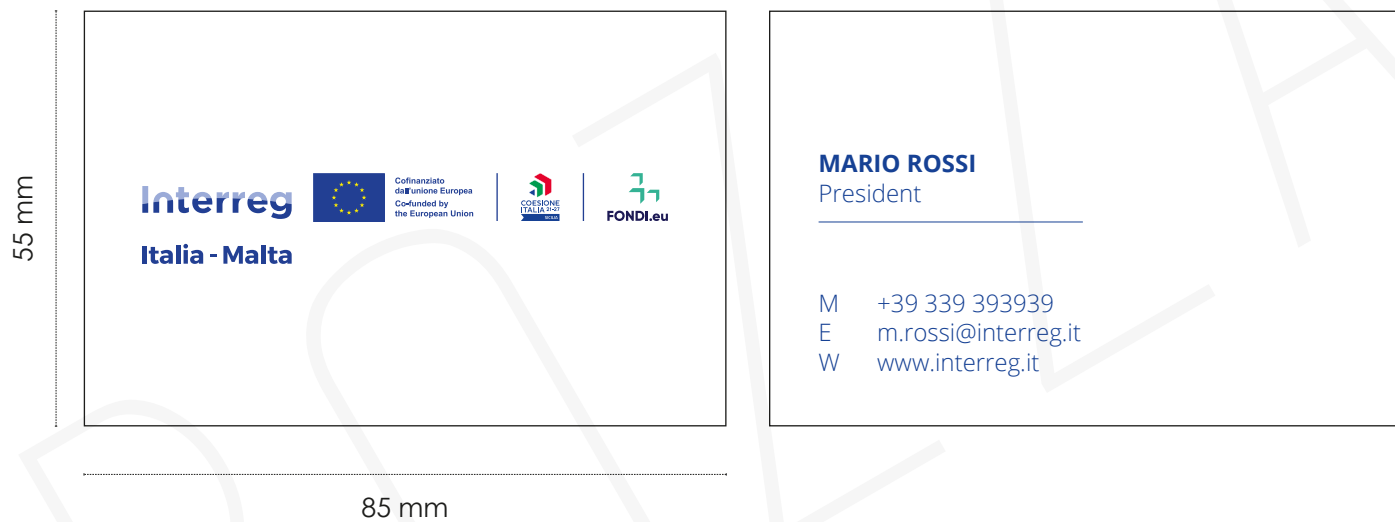 55 mm
Interreg
Italia - Malta
Cofinanziato
dall'unione Europea
Co-funded by
the European Union
COESIONE
ITALIA 21-27
SICILIA
FONDI.eu
85 mm
MARIO ROSSI
President
M +39 339 393939
E m.rossi@interreg.it
W www.interreg.it